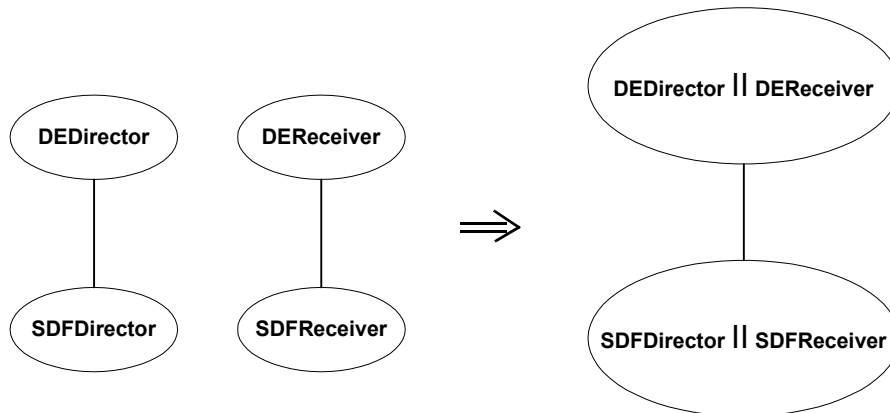 DEDirector
DEReceiver
DEDirector || DEReceiver
SDFDirector
SDFReceiver
SDFDirector || SDFReceiver